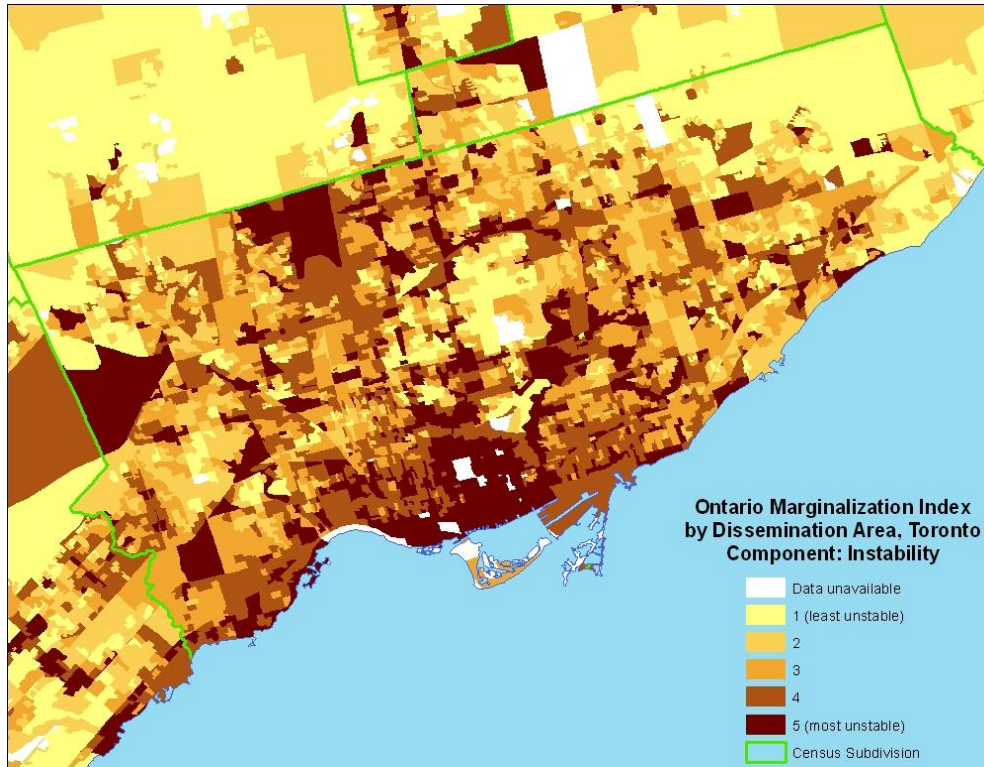 Ontario Marginalization Index
by Dissemination Area, Toronto
Component: Instability
Data unavailable
1 (least unstable)
2
3
4
5 (most unstable)
Census Subdivision